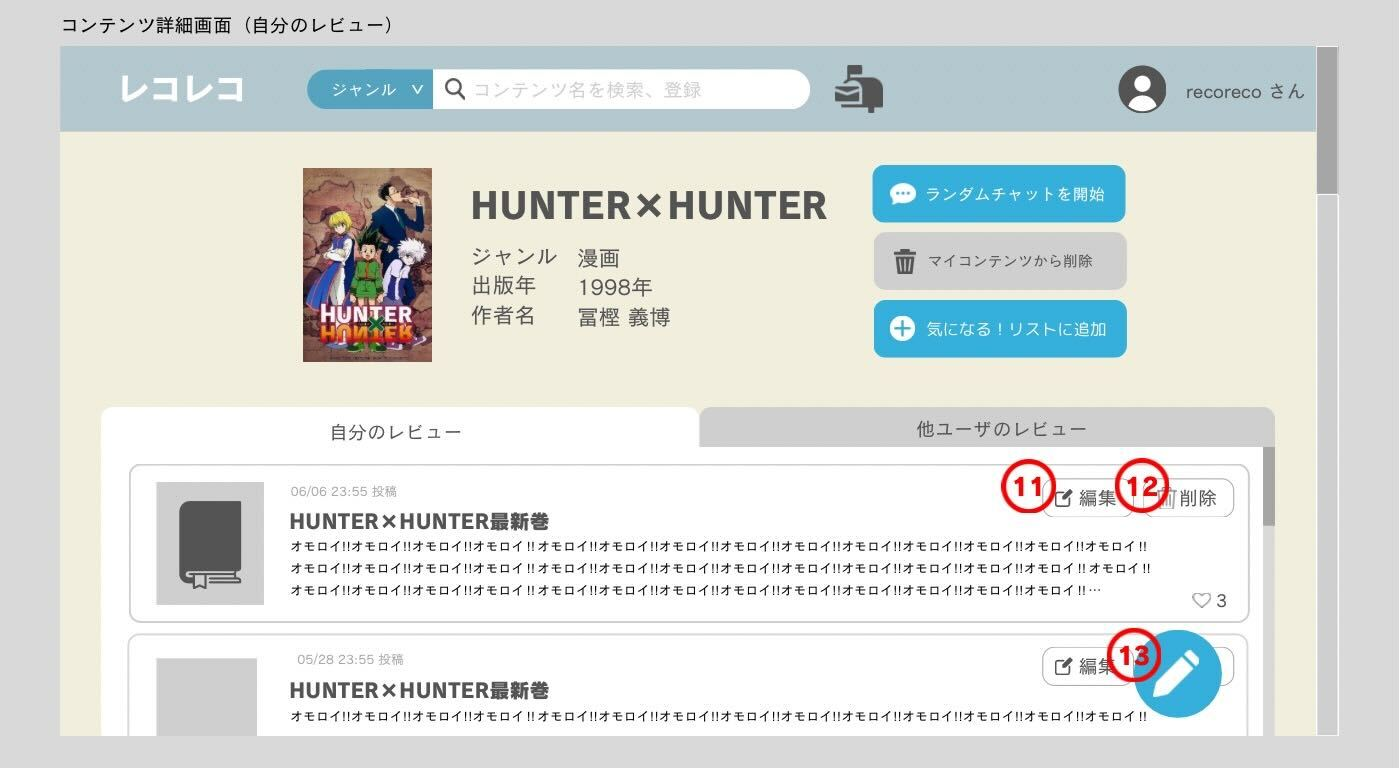 コンテンツ詳細画面（自分のレビュー）
レコレコ
ジャンル
コンテンツ名を検索、登録
recoreco さん
HUNTER×HUNTER
ランダムチャットを開始
マイコンテンツから削除
気になる！リストに追加
ジャンル 漫画
出版年 1998年
作者名 冨樫 義博
HUNTER
HUNTER
自分のレビュー
他ユーザのレビュー
06/06 23:55 投稿
11
編集
12
削除
HUNTER×HUNTER最新巻
オモロイ!!オモロイ!!オモロイ!!オモロイ!!オモロイ!!オモロイ!!オモロイ!!オモロイ!!オモロイ!!オモロイ!!オモロイ!!オモロイ!!オモロイ!!オモロイ!!
オモロイ!!オモロイ!!オモロイ!!オモロイ!!オモロイ!!オモロイ!!オモロイ!!オモロイ!!オモロイ!!オモロイ!!オモロイ!!オモロイ!!オモロイ!!オモロイ!!
オモロイ!!オモロイ!!オモロイ!!オモロイ!!オモロイ!!オモロイ!!オモロイ!!オモロイ!!オモロイ!!オモロイ!!オモロイ!!オモロイ!!オモロイ!!…
3
05/28 23:55 投稿
編集
13
HUNTER×HUNTER最新巻
オモロイ!!オモロイ!!オモロイ!!オモロイ!!オモロイ!!オモロイ!!オモロイ!!オモロイ!!オモロイ!!オモロイ!!オモロイ!!オモロイ!!オモロイ!!オモロイ!!